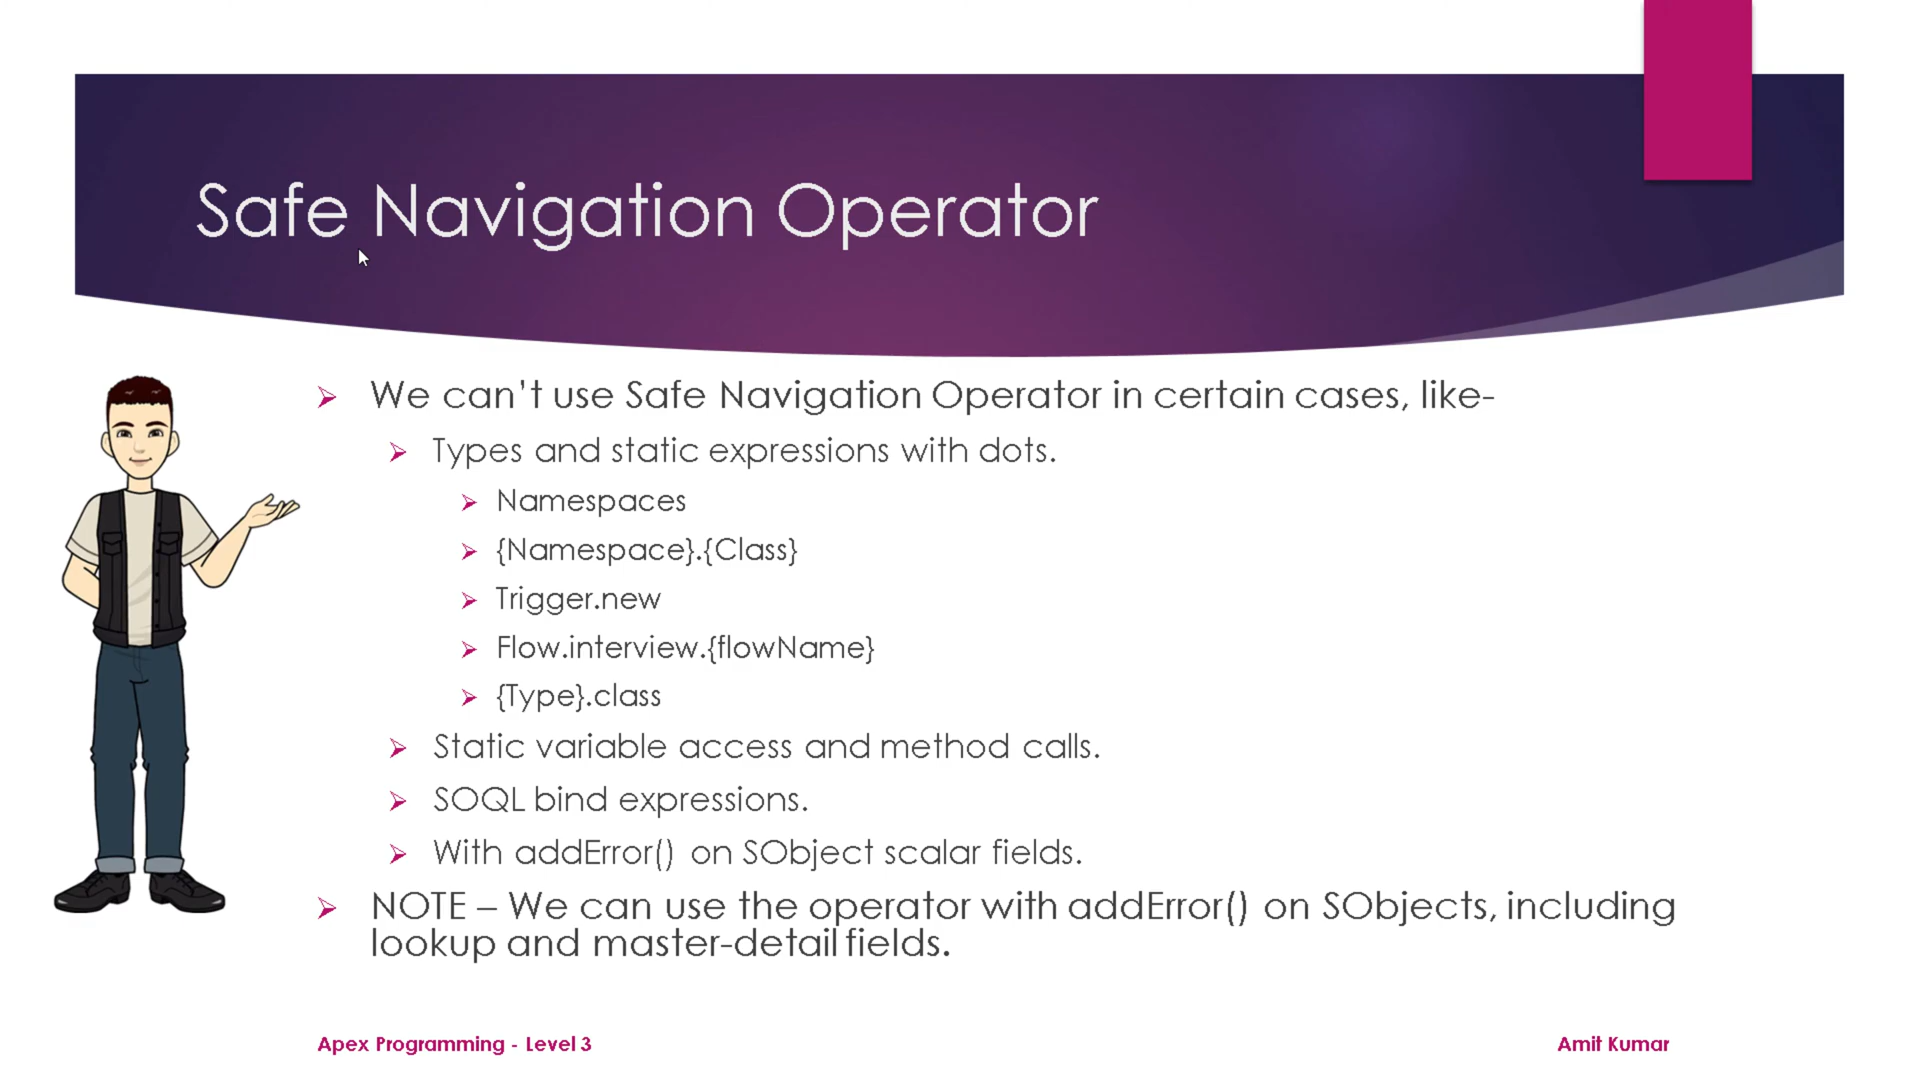 Safe Navigation Operator
We can't use Safe Navigation Operator in certain cases, like-
Types and static expressions with dots.
Namespaces
{Namespace}.{Class}
Trigger.new
Flow.interview.{flowName}
{Type}.class
Static variable access and method calls.
SOQL bind expressions.
With addError() on SObject scalar fields.
NOTE – We can use the operator with addError() on SObjects, including
lookup and master-detail fields.
Apex Programming - Level 3
Amit Kumar